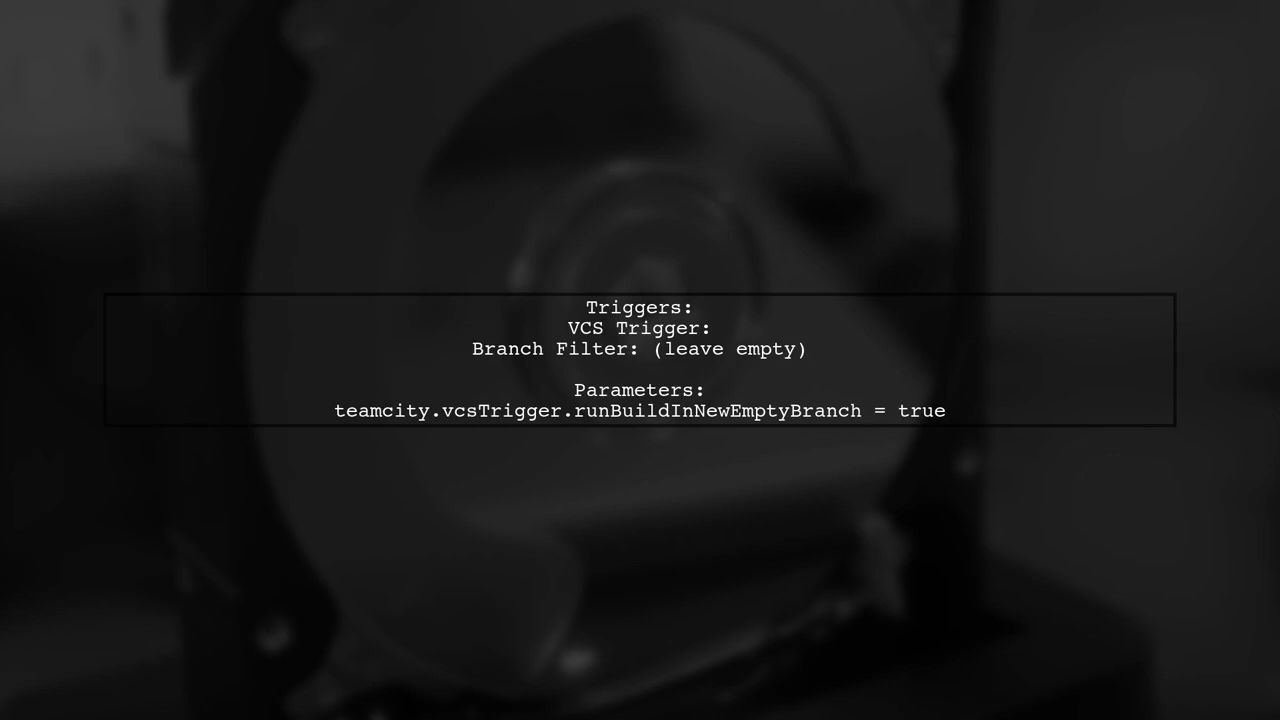 Triggers:
VCS Trigger:
Branch Filter: (leave empty)
Parameters:
teamcity.vcsTrigger.runBuildInNewEmptyBranch = true